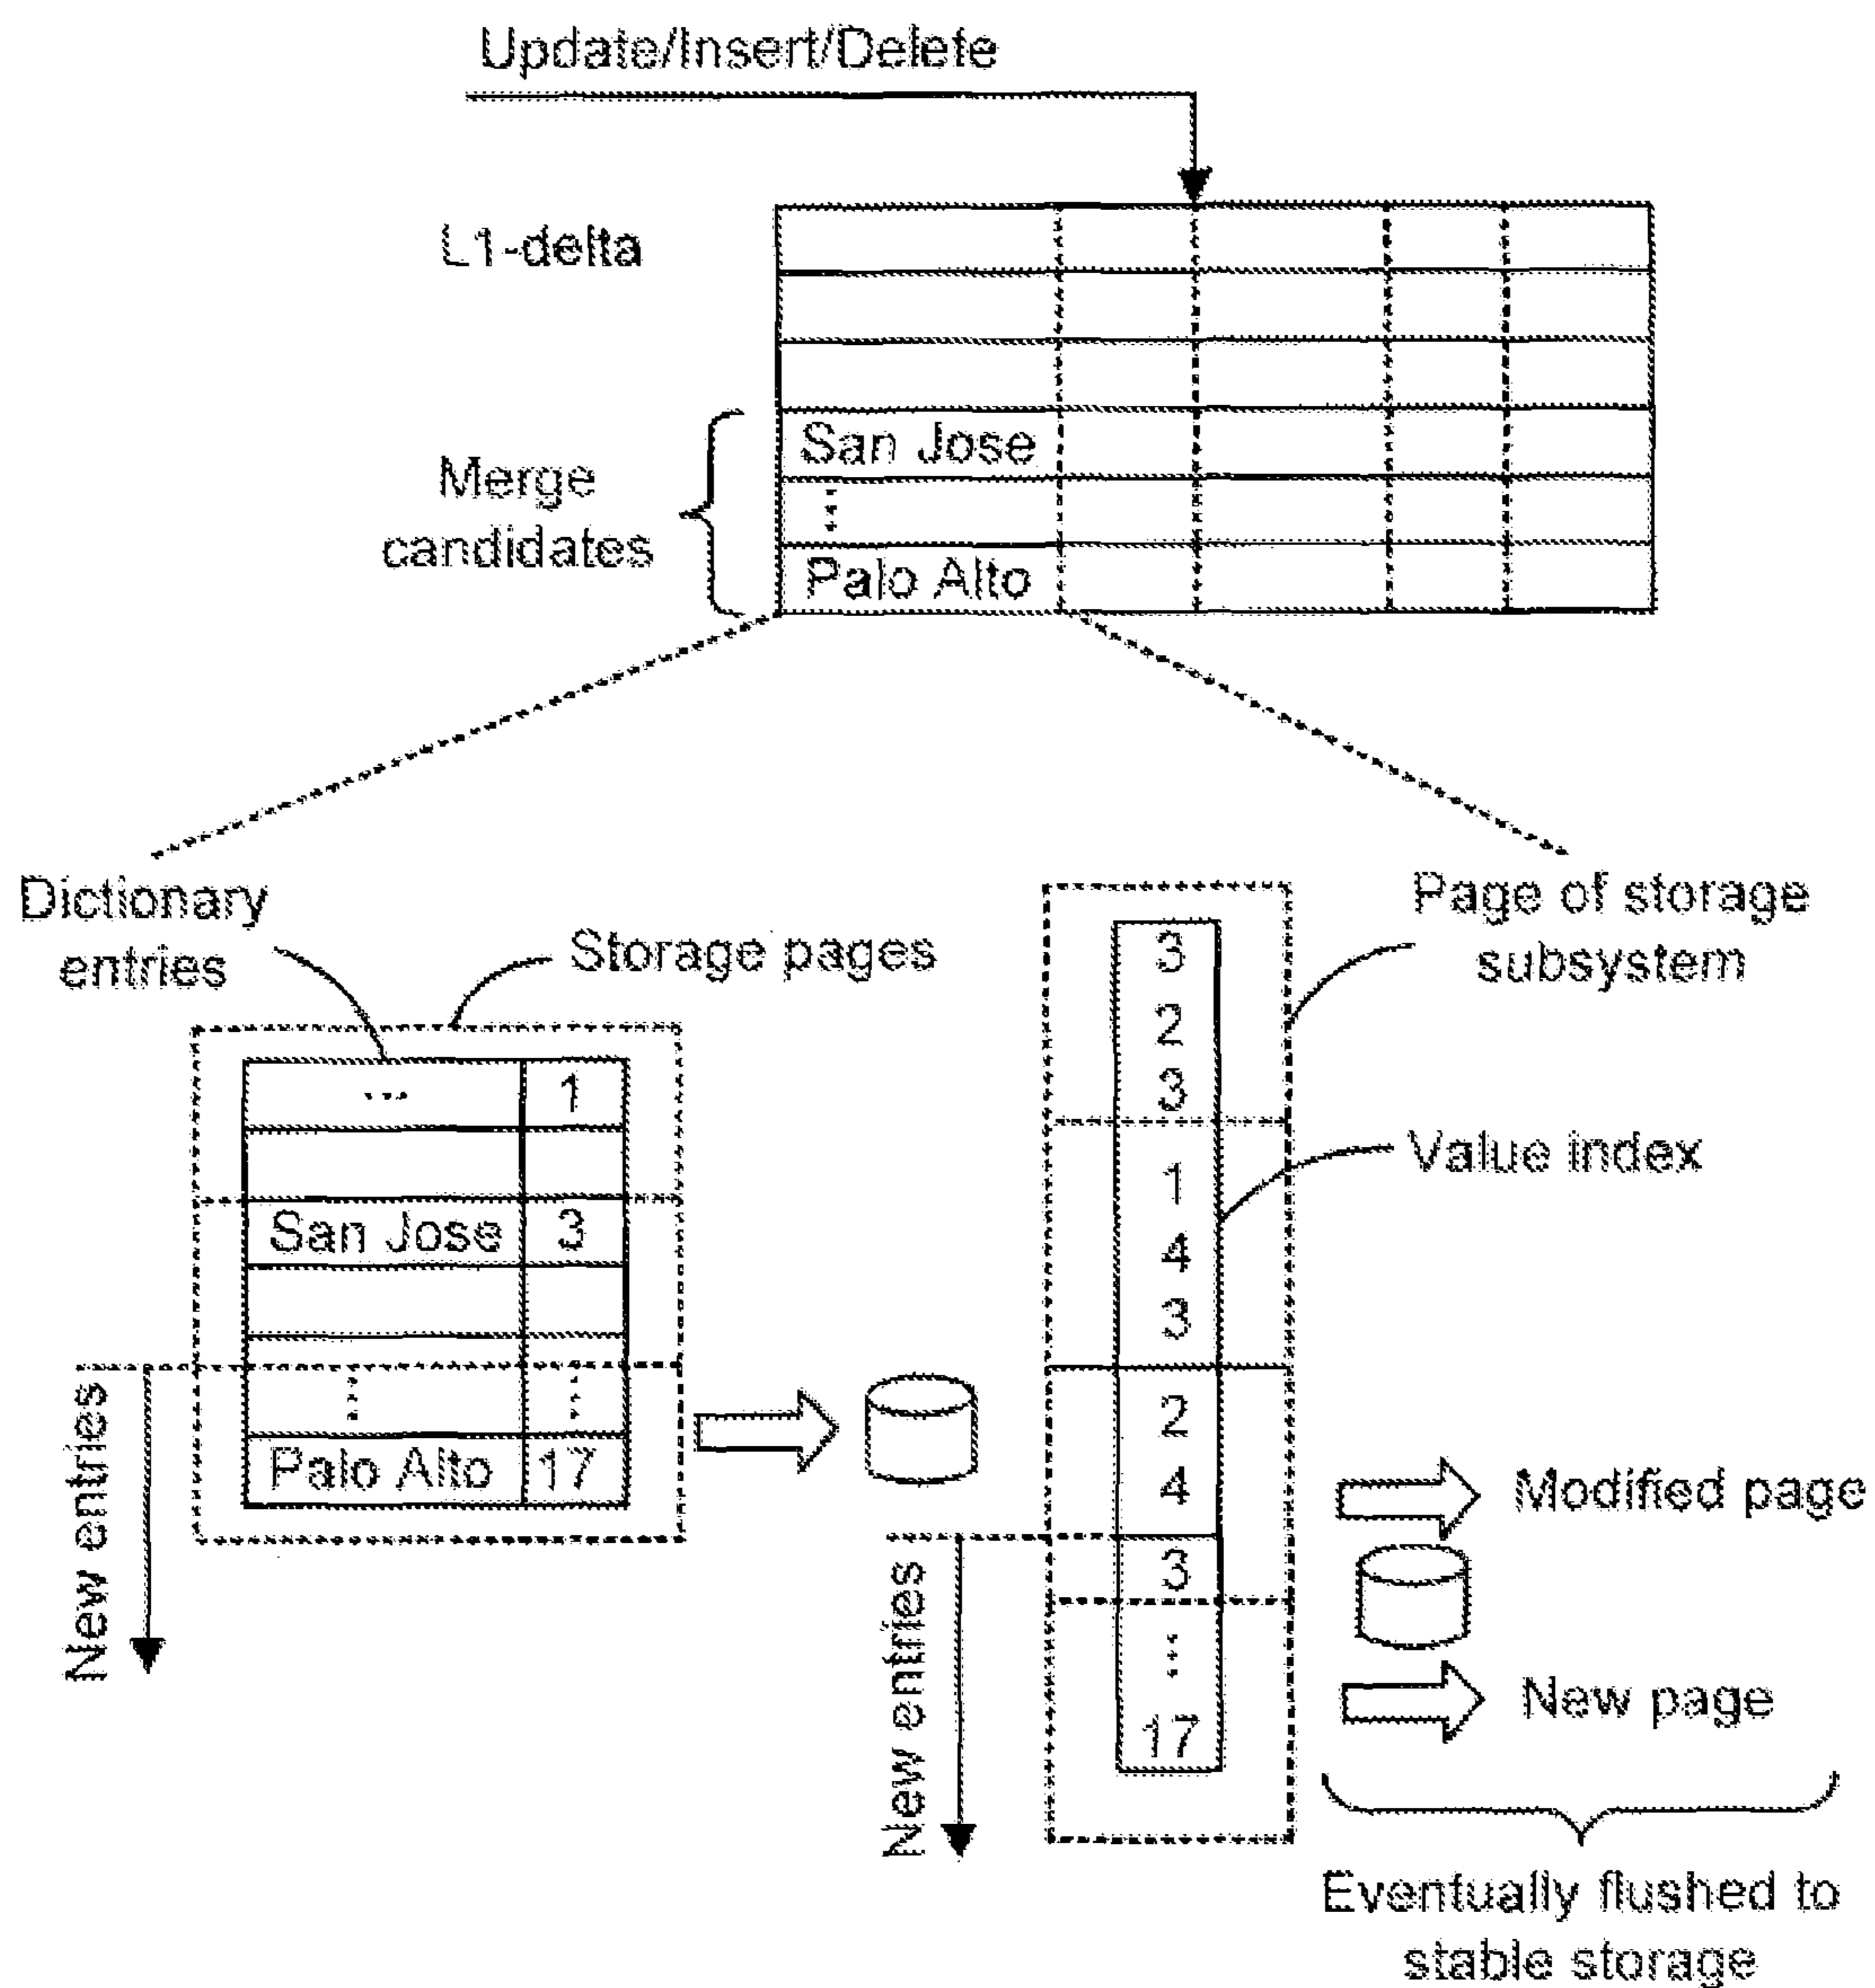 Update/Insert/Delete
L1-delta
San Jose
⋮
Palo Alto
Merge
candidates
Dictionary
entries
Storage pages
... 1
San Jose 3
⋮ ⋮
Palo Alto 17
New entries
Page of storage
subsystem
Value index
3
2
3
1
4
3
2
4
3
⋮
17
New entries
Modified page
New page
Eventually flushed to
stable storage